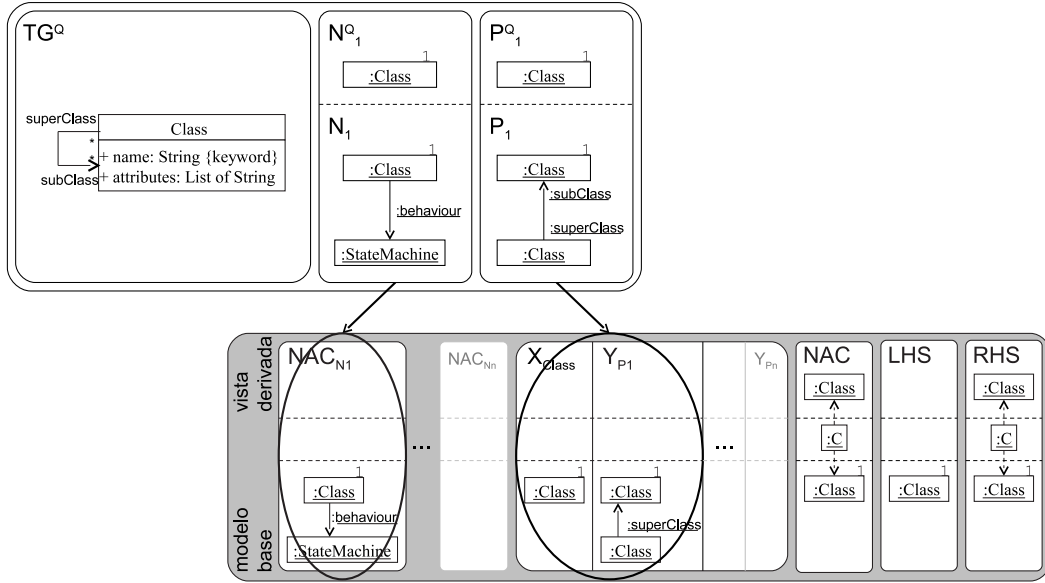 TGQ
superClass
Class
*
*
+ name: String {keyword}
+ attributes: List of String
subClass
NQ1
1
:Class
N1
1
:Class
:behaviour
:StateMachine
PQ1
1
:Class
P1
1
:Class
:subClass
:superClass
:Class
vista
derivada
modelo
base
NACN1
1
:Class
:behaviour
:StateMachine
...
NACNn
XClass
1
:Class
YP1
1
:Class
:superClass
:Class
...
YPn
NAC
:Class
:C
1
:Class
LHS
1
:Class
RHS
:Class
:C
1
:Class